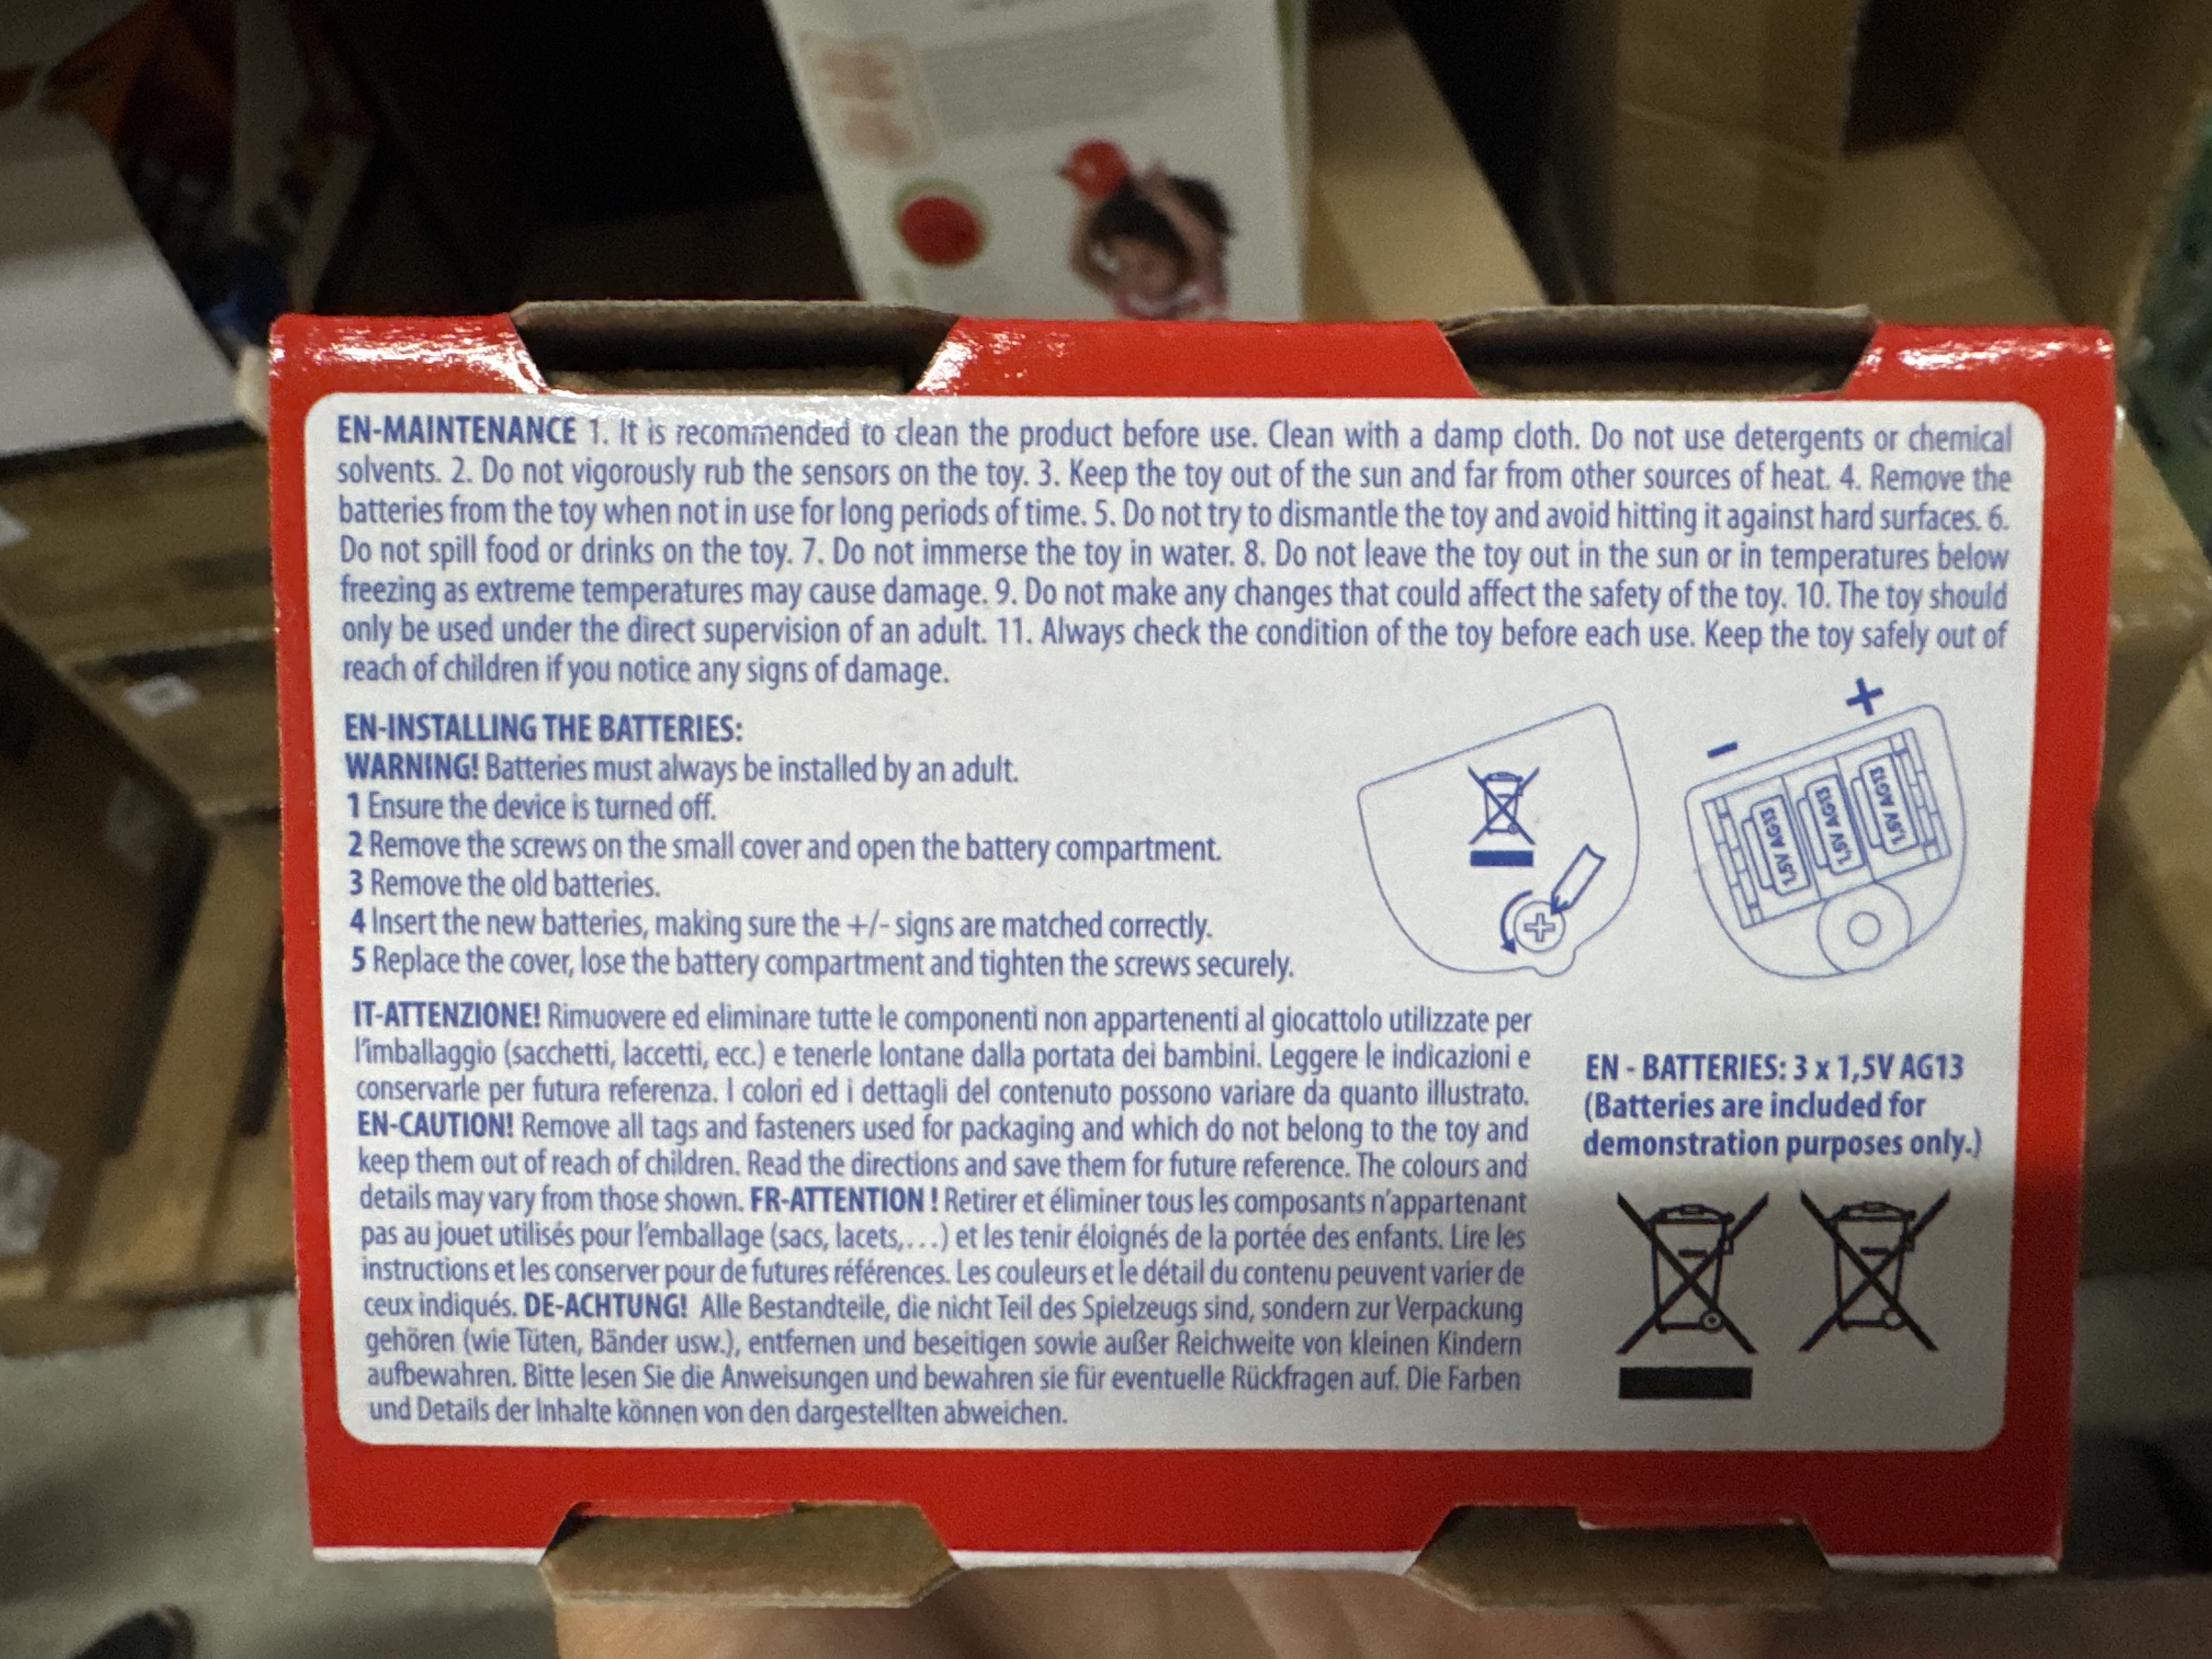 EN-MAINTENANCE 1. It is recommended to clean the product before use. Clean with a damp cloth. Do not use detergents or chemical
solvents. 2. Do not vigorously rub the sensors on the toy. 3. Keep the toy out of the sun and far from other sources of heat. 4. Remove the
batteries from the toy when not in use for long periods of time. 5. Do not try to dismantle the toy and avoid hitting it against hard surfaces. 6.
Do not spill food or drinks on the toy. 7. Do not immerse the toy in water. 8. Do not leave the toy out in the sun or in temperatures below
freezing as extreme temperatures may cause damage. 9. Do not make any changes that could affect the safety of the toy. 10. The toy should
only be used under the direct supervision of an adult. 11. Always check the condition of the toy before each use. Keep the toy safely out of
reach of children if you notice any signs of damage.
EN-INSTALLING THE BATTERIES:
WARNING! Batteries must always be installed by an adult.
1 Ensure the device is turned off.
2 Remove the screws on the small cover and open the battery compartment.
3 Remove the old batteries.
4 Insert the new batteries, making sure the +/- signs are matched correctly.
5 Replace the cover, lose the battery compartment and tighten the screws securely.
- +
1,5V AG13
1,5V AG13
1,5V AG13
IT-ATTENZIONE! Rimuovere ed eliminare tutte le componenti non appartenenti al giocattolo utilizzate per
l'imballaggio (sacchetti, laccetti, ecc.) e tenerle lontane dalla portata dei bambini. Leggere le indicazioni e
conservarle per futura referenza. I colori ed i dettagli del contenuto possono variare da quanto illustrato.
EN-CAUTION! Remove all tags and fasteners used for packaging and which do not belong to the toy and
keep them out of reach of children. Read the directions and save them for future reference. The colours and
details may vary from those shown. FR-ATTENTION ! Retirer et éliminer tous les composants n'appartenant
pas au jouet utilisés pour l'emballage (sacs, lacets,...) et les tenir éloignés de la portée des enfants. Lire les
instructions et les conserver pour de futures références. Les couleurs et le détail du contenu peuvent varier de
ceux indiqués. DE-ACHTUNG! Alle Bestandteile, die nicht Teil des Spielzeugs sind, sondern zur Verpackung
gehören (wie Tüten, Bänder usw.), entfernen und beseitigen sowie außer Reichweite von kleinen Kindern
aufbewahren. Bitte lesen Sie die Anweisungen und bewahren sie für eventuelle Rückfragen auf. Die Farben
und Details der Inhalte können von den dargestellten abweichen.
EN - BATTERIES: 3 x 1,5V AG13
(Batteries are included for
demonstration purposes only.)